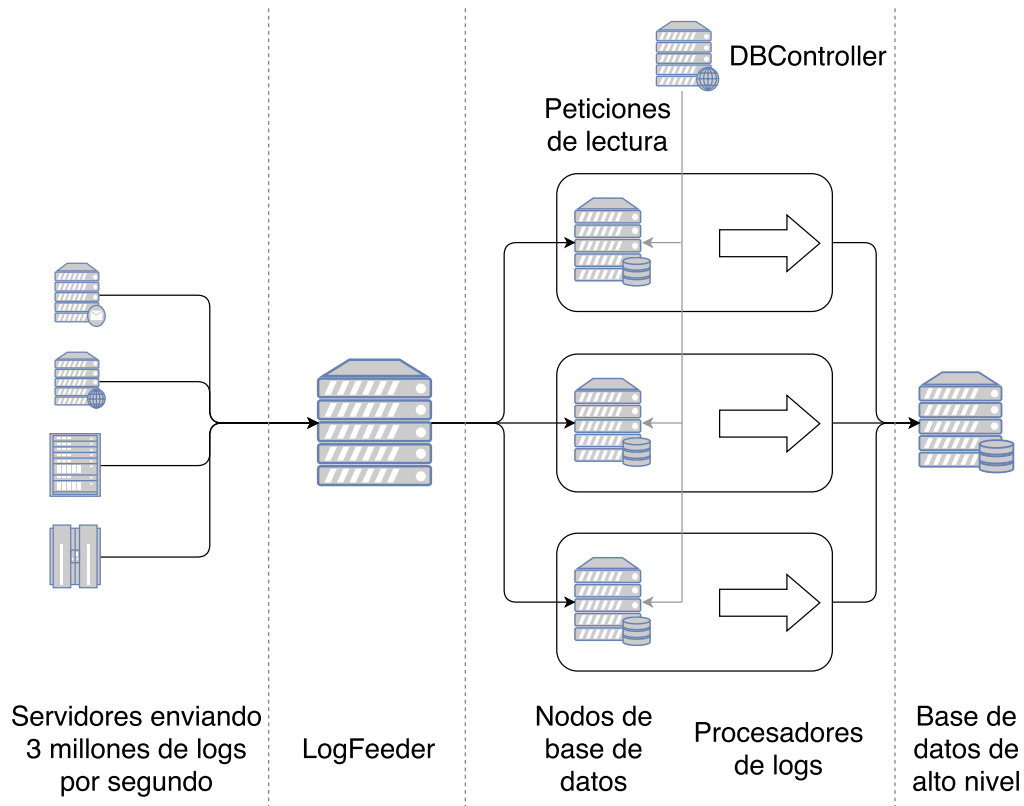 DBController
Peticiones
de lectura
Servidores enviando
3 millones de logs
por segundo
LogFeeder
Nodos de
base de
datos
Procesadores
de logs
Base de
datos de
alto nivel